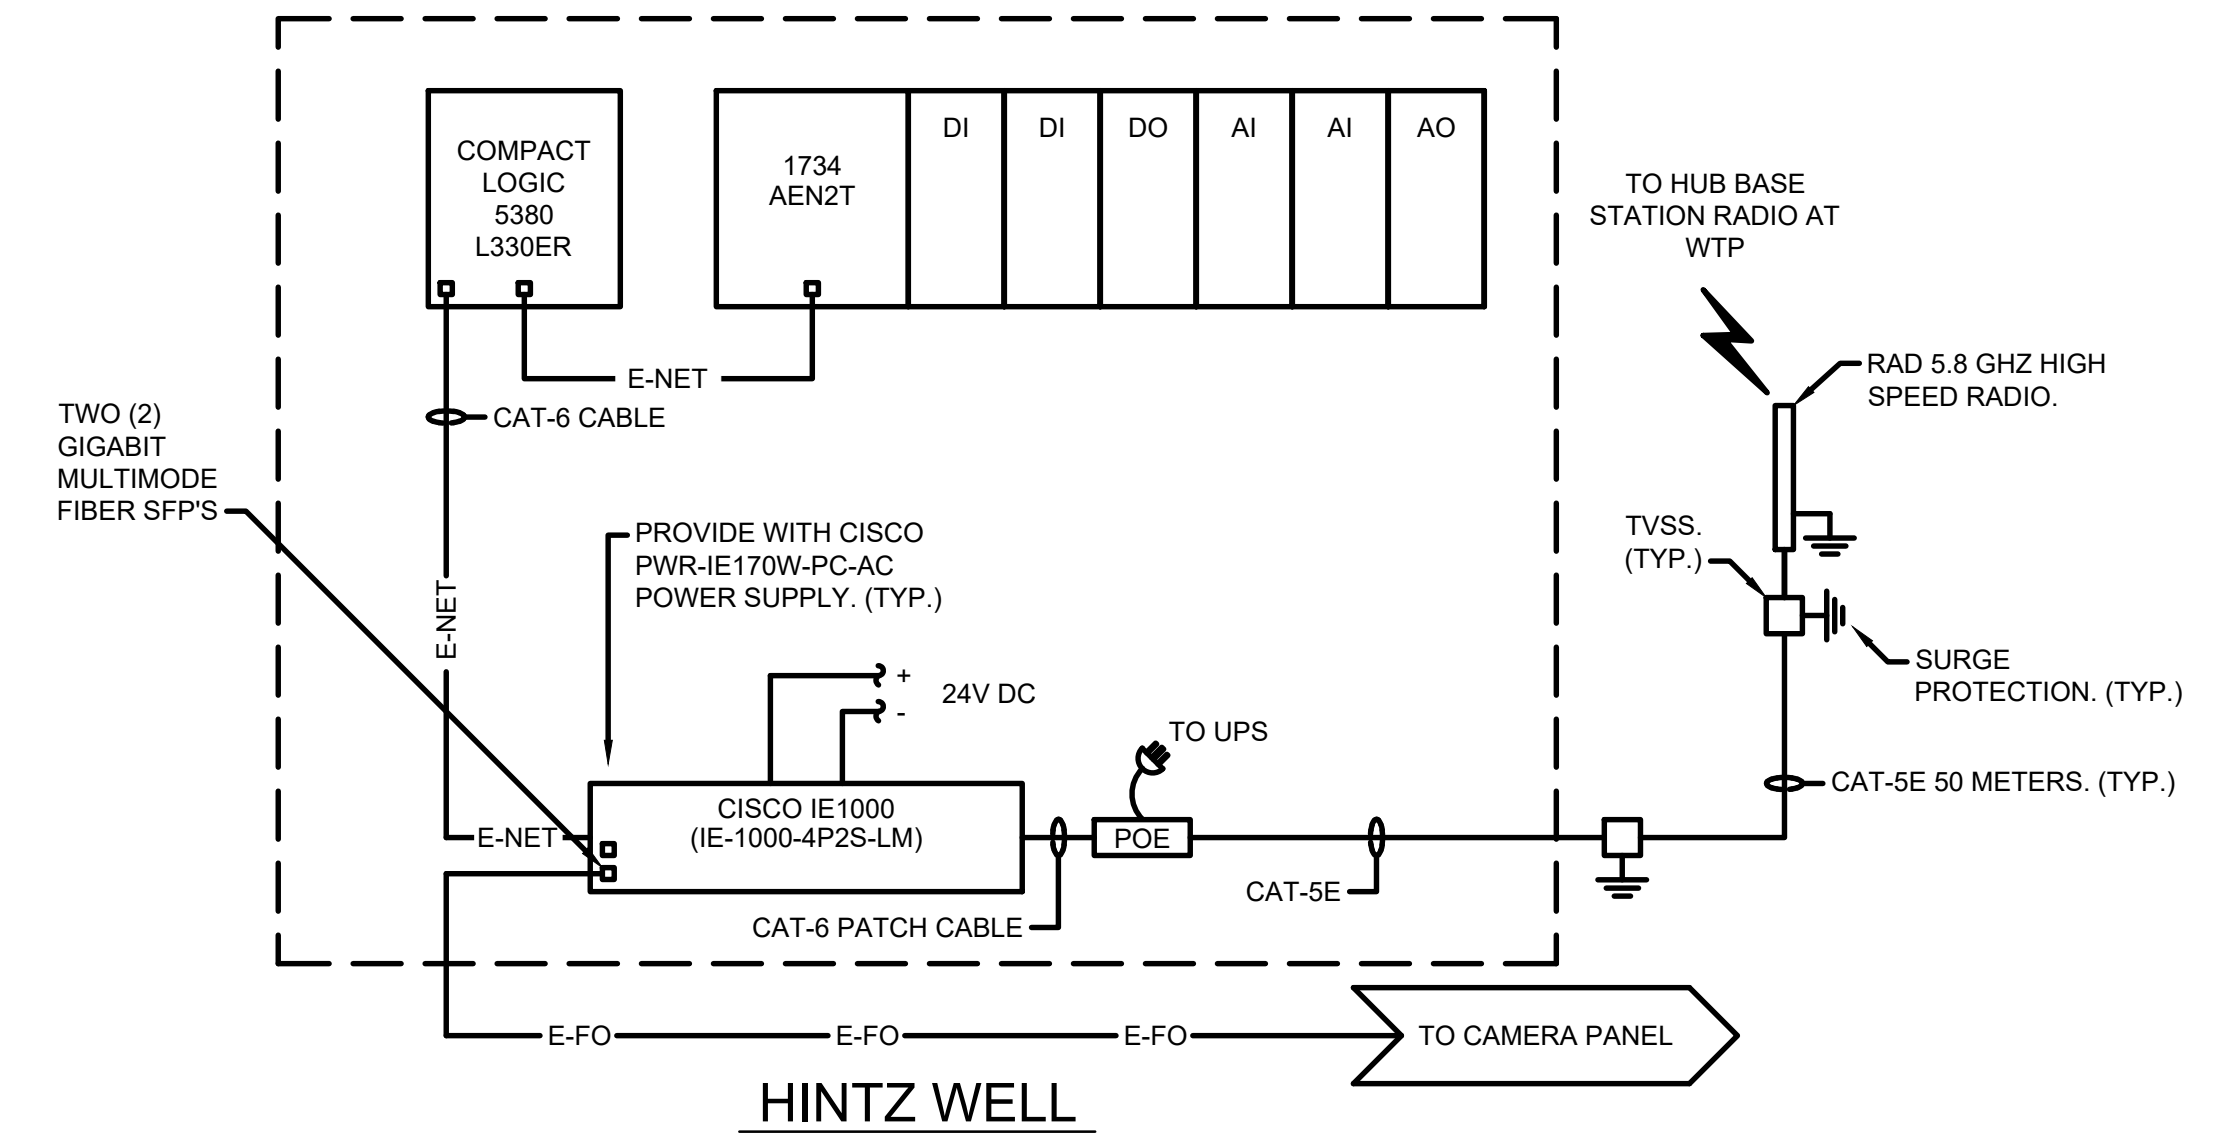 COMPACT
LOGIC
5380
L330ER
1734
AEN2T
DI
DI
DO
AI
AI
AO
TO HUB BASE
STATION RADIO AT
WTP
E-NET
RAD 5.8 GHZ HIGH
SPEED RADIO.
CAT-6 CABLE
TWO (2)
GIGABIT
MULTIMODE
FIBER SFP'S
PROVIDE WITH CISCO
PWR-IE170W-PC-AC
POWER SUPPLY. (TYP.)
TVSS.
(TYP.)
E-NET
SURGE
PROTECTION. (TYP.)
+
24V DC
-
TO UPS
CAT-5E 50 METERS. (TYP.)
CISCO IE1000
(IE-1000-4P2S-LM)
E-NET
POE
CAT-5E
CAT-6 PATCH CABLE
E-FO
E-FO
E-FO
TO CAMERA PANEL
HINTZ WELL